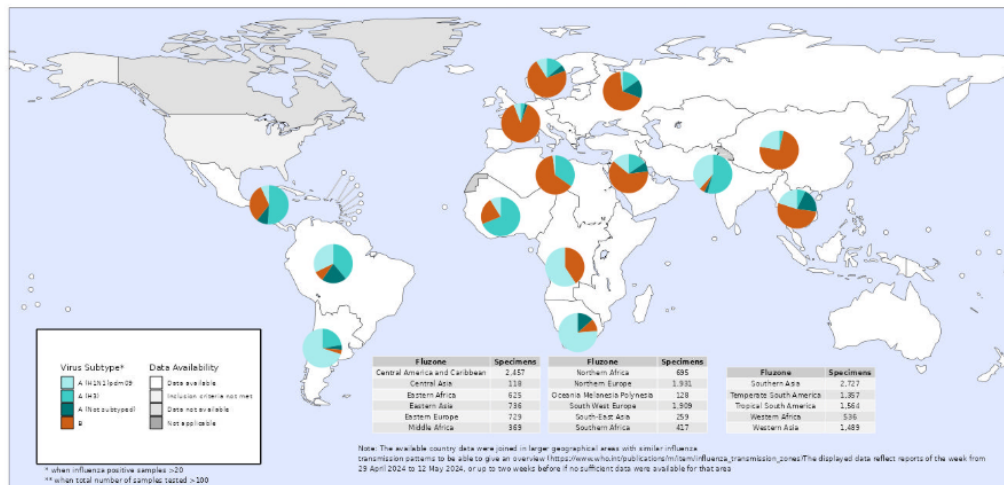 Virus Subtype*
A (H1N1)pdm09
A (H3)
A (Not subtyped)
B
Data Availability
Data available
Inclusion criteria not met
Data not available
Not applicable
* when influenza positive samples >20
** when total number of samples tested >100
Fluzone Specimens
Central America and Caribbean 2,457
Central Asia 118
Eastern Africa 625
Eastern Asia 736
Eastern Europe 729
Middle Africa 369
Fluzone Specimens
Northern Africa 695
Northern Europe 1,931
Oceania Melanesia Polynesia 128
South West Europe 1,909
South-East Asia 259
Southern Africa 417
Fluzone Specimens
Southern Asia 2,727
Temperate South America 1,357
Tropical South America 1,564
Western Africa 536
Western Asia 1,489
Note: The available country data were joined in larger geographical areas with similar influenza
transmission patterns to be able to give an overview (https://www.who.int/publications/m/item/influenza_transmission_zones)The displayed data reflect reports of the week from
29 April 2024 to 12 May 2024, or up to two weeks before if no sufficient data were available for that area